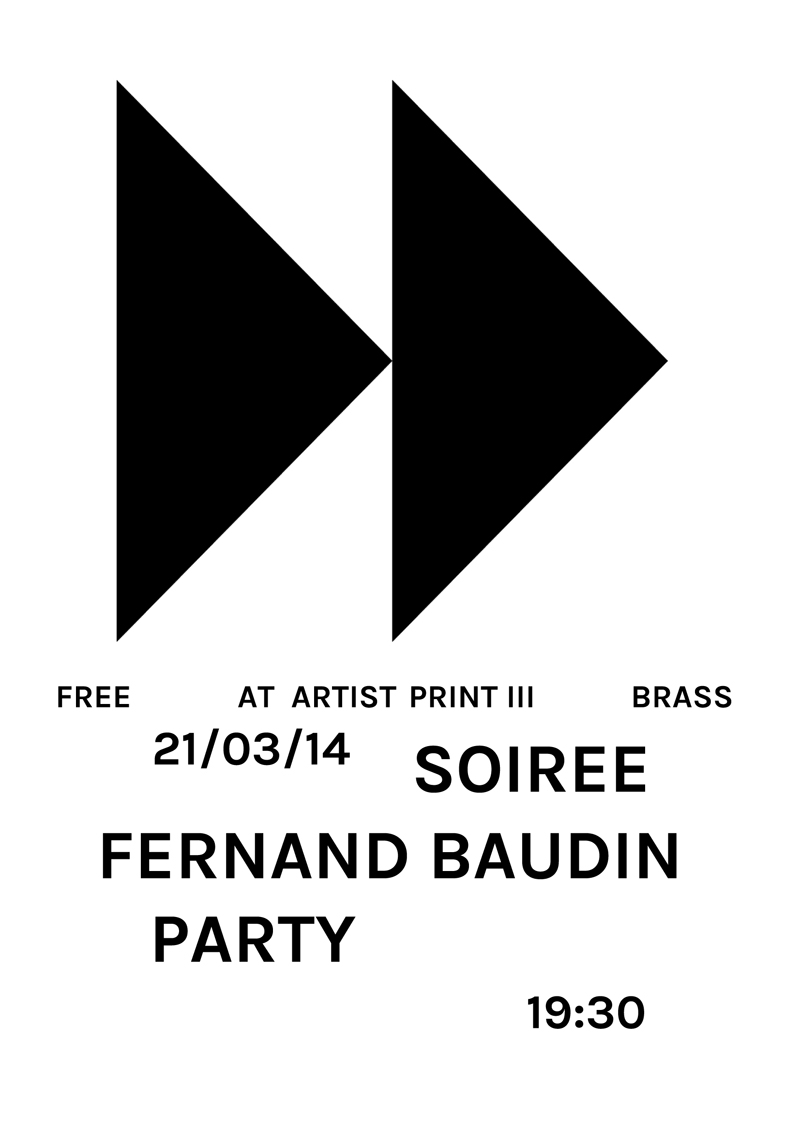 FREE AT ARTIST PRINT III BRASS
21/03/14 SOIREE
FERNAND BAUDIN
PARTY
19:30